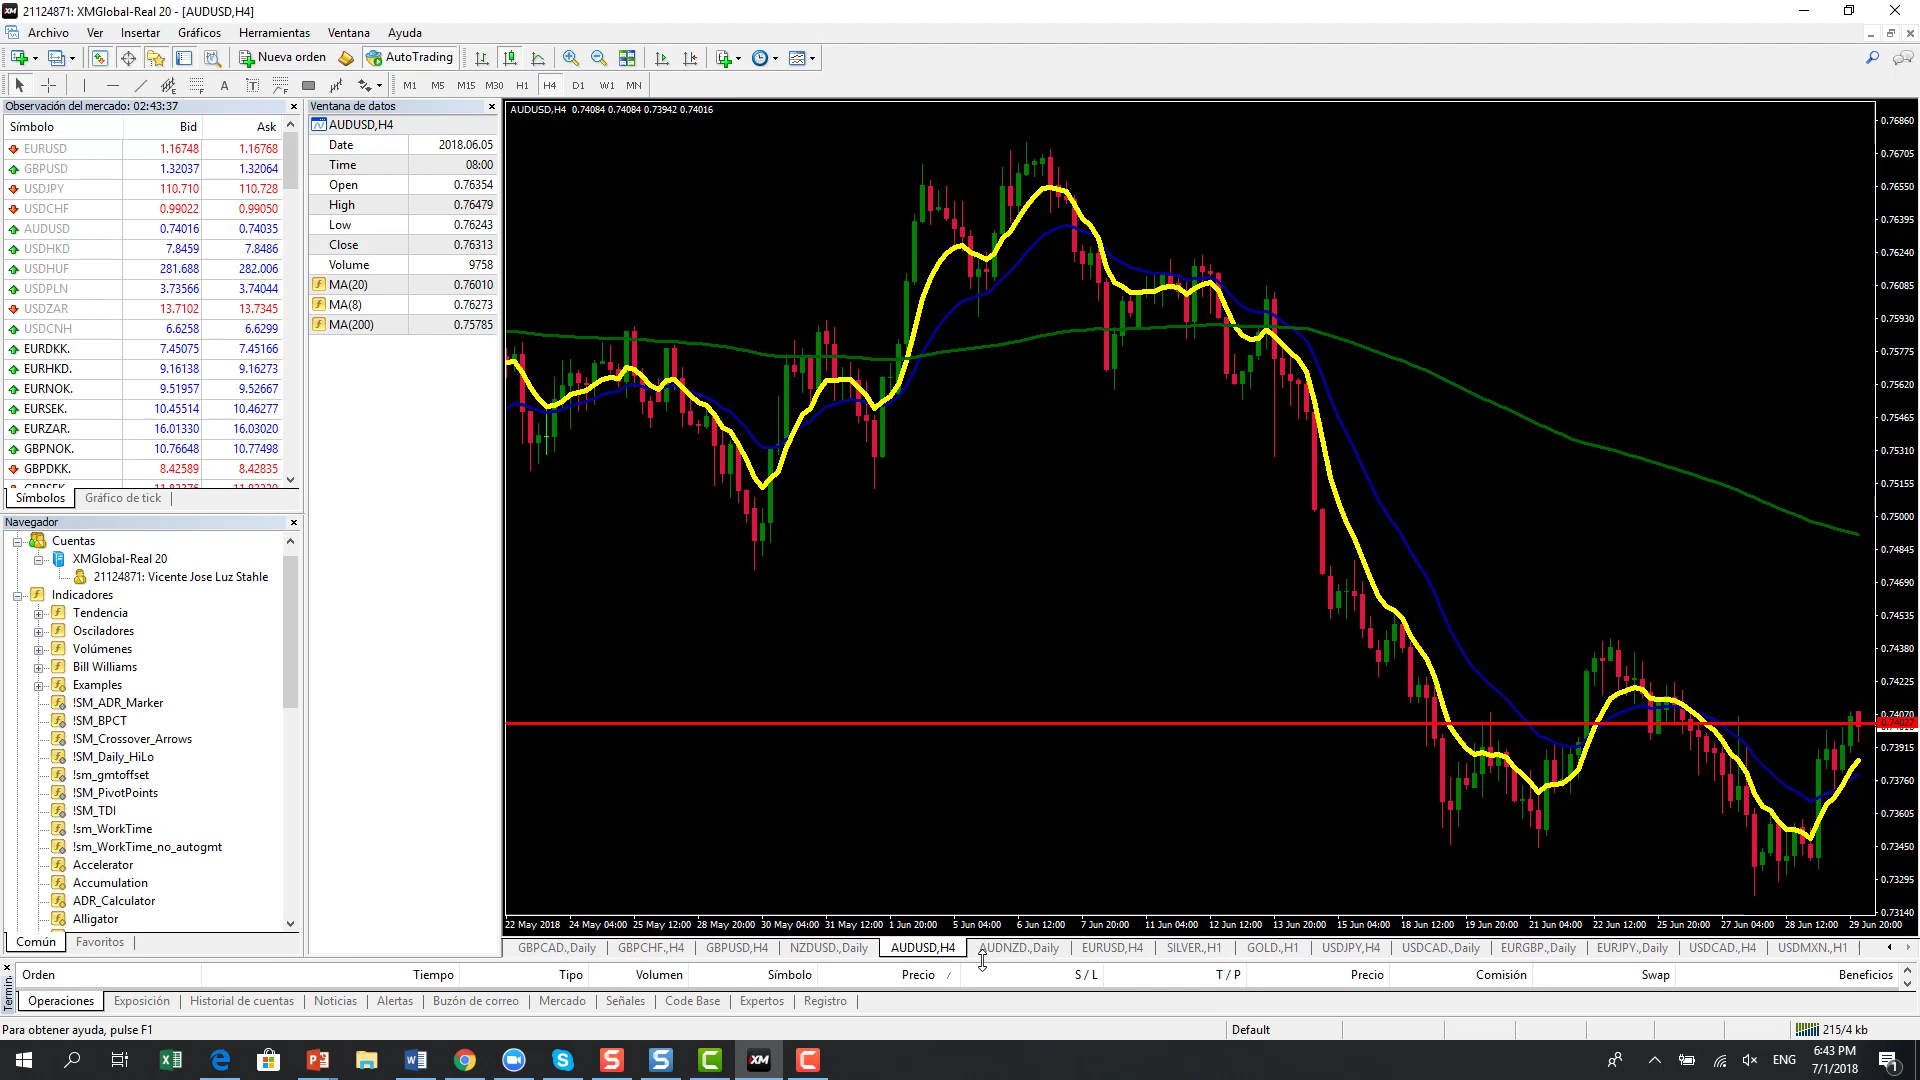 21124871: XMGlobal-Real 20 - [AUDUSD,H4]
Archivo Ver Insertar Gráficos Herramientas Ventana Ayuda
Nueva orden AutoTrading
A T M1 M5 M15 M30 H1 H4 D1 W1 MN
Observación del mercado: 02:43:37
Símbolo Bid Ask
EURUSD 1.16748 1.16768
GBPUSD 1.32037 1.32064
USDJPY 110.710 110.728
USDCHF 0.99022 0.99050
AUDUSD 0.74016 0.74035
USDHKD 7.8459 7.8486
USDHUF 281.688 282.006
USDPLN 3.73566 3.74044
USDZAR 13.7102 13.7345
USDCNH 6.6258 6.6299
EURDKK. 7.45075 7.45166
EURHKD. 9.16138 9.16273
EURNOK. 9.51957 9.52667
EURSEK. 10.45514 10.46277
EURZAR. 16.01330 16.03020
GBPNOK. 10.76648 10.77498
GBPDKK. 8.42589 8.42835
Símbolos Gráfico de tick
Ventana de datos
AUDUSD,H4
Date 2018.06.05
Time 08:00
Open 0.76354
High 0.76479
Low 0.76243
Close 0.76313
Volume 9758
MA(20) 0.76010
MA(8) 0.76273
MA(200) 0.75785
Navegador
Cuentas
XMGlobal-Real 20
21124871: Vicente Jose Luz Stahle
Indicadores
Tendencia
Osciladores
Volúmenes
Bill Williams
Examples
!SM_ADR_Marker
!SM_BPCT
!SM_Crossover_Arrows
!SM_Daily_HiLo
!sm_gmtoffset
!SM_PivotPoints
!SM_TDI
!sm_WorkTime
!sm_WorkTime_no_autogmt
Accelerator
Accumulation
ADR_Calculator
Alligator
Común Favoritos
AUDUSD,H4 0.74084 0.74084 0.73942 0.74016
0.76860
0.76705
0.76550
0.76395
0.76240
0.76085
0.75930
0.75775
0.75620
0.75465
0.75310
0.75155
0.75000
0.74845
0.74690
0.74535
0.74380
0.74225
0.74070
0.74027
0.73915
0.73760
0.73605
0.73450
0.73295
0.73140
22 May 2018 24 May 04:00 25 May 12:00 28 May 20:00 30 May 04:00 31 May 12:00 1 Jun 20:00 5 Jun 04:00 6 Jun 12:00 7 Jun 20:00 11 Jun 04:00 12 Jun 12:00 13 Jun 20:00 15 Jun 04:00 18 Jun 12:00 19 Jun 20:00 21 Jun 04:00 22 Jun 12:00 25 Jun 20:00 27 Jun 04:00 28 Jun 12:00 29 Jun 20:00
GBPCAD.,Daily GBPCHF.,H4 GBPUSD,H4 NZDUSD.,Daily AUDUSD,H4 AUDNZD.,Daily EURUSD,H4 SILVER.,H1 GOLD.,H1 USDJPY,H4 USDCAD.,Daily EURGBP.,Daily EURJPY.,Daily USDCAD.,H4 USDMXN.,H1
Orden Tiempo Tipo Volumen Símbolo Precio / S / L T / P Precio Comisión Swap Beneficios
Termin.
Operaciones Exposición Historial de cuentas Noticias Alertas Buzón de correo Mercado Señales Code Base Expertos Registro
Para obtener ayuda, pulse F1 Default 215/4 kb
XM ENG 6:43 PM
7/1/2018 1